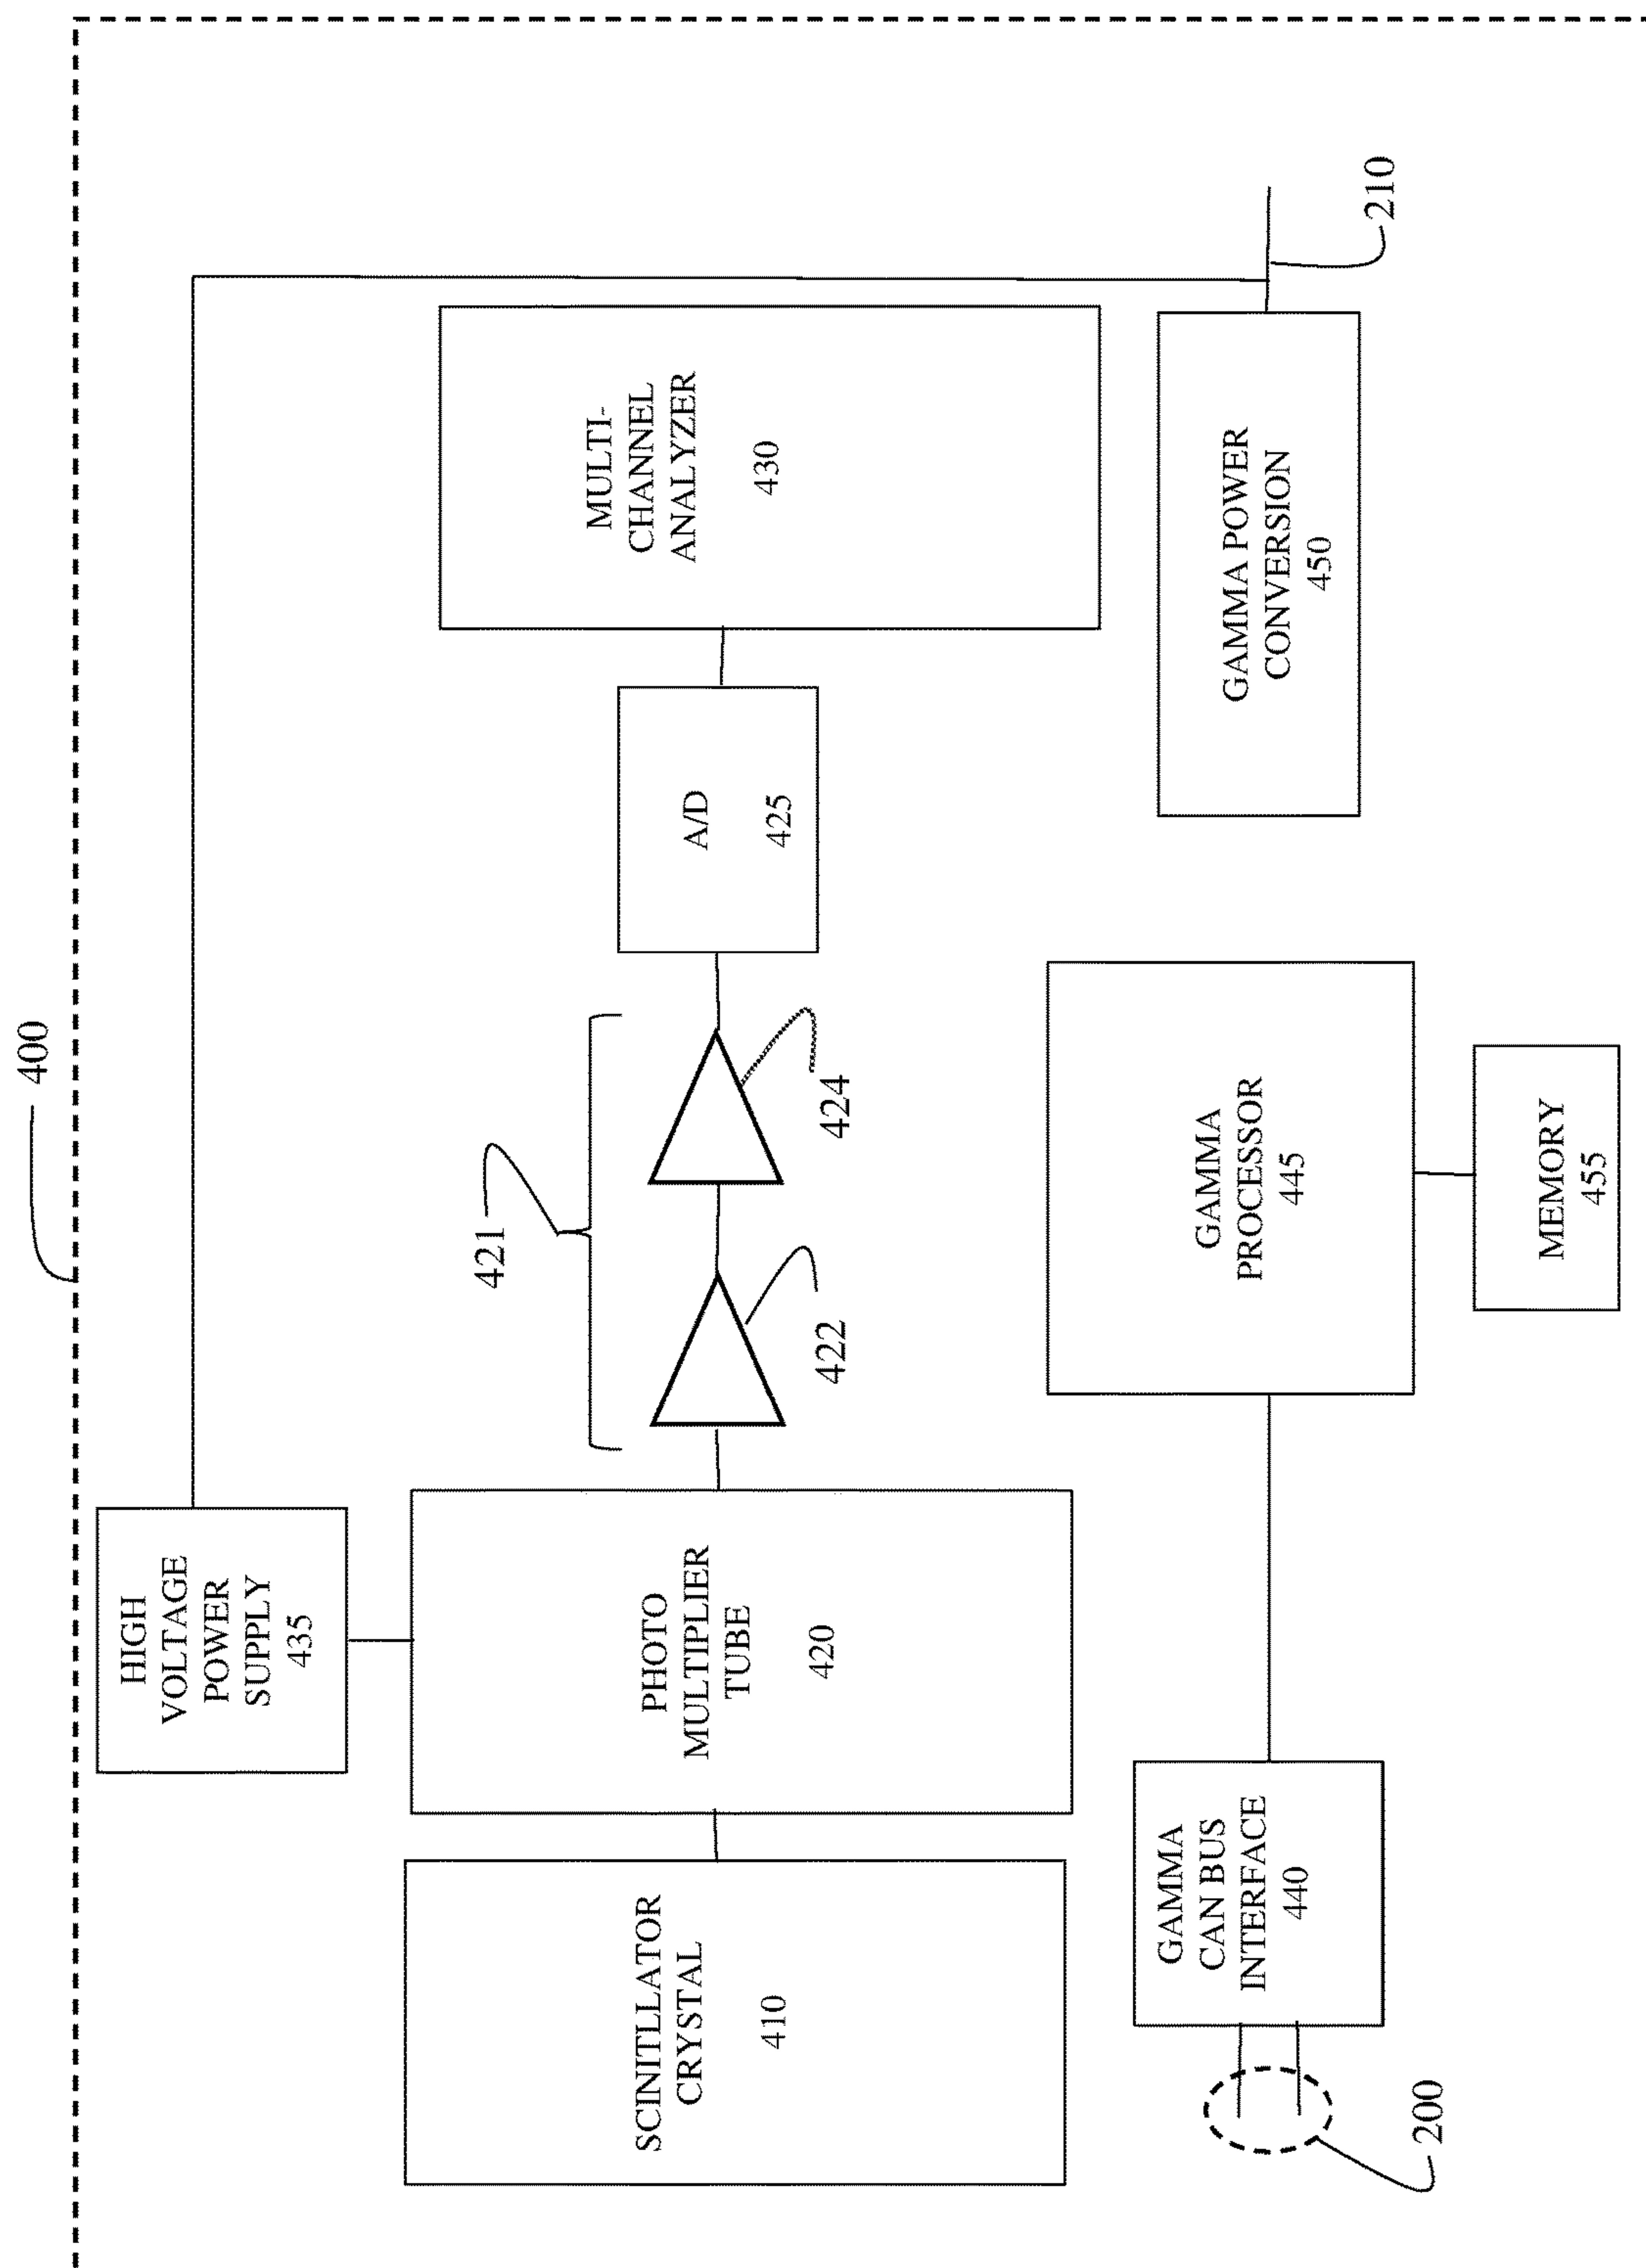 400
HIGH
VOLTAGE
POWER
SUPPLY
435
421
SCINITLLATOR
CRYSTAL
410
PHOTO
MULTIPLIER
TUBE
420
422
424
A/D
425
MULTI-
CHANNEL
ANALYZER
430
GAMMA
CAN BUS
INTERFACE
440
200
GAMMA
PROCESSOR
445
MEMORY
455
GAMMA POWER
CONVERSION
450
210